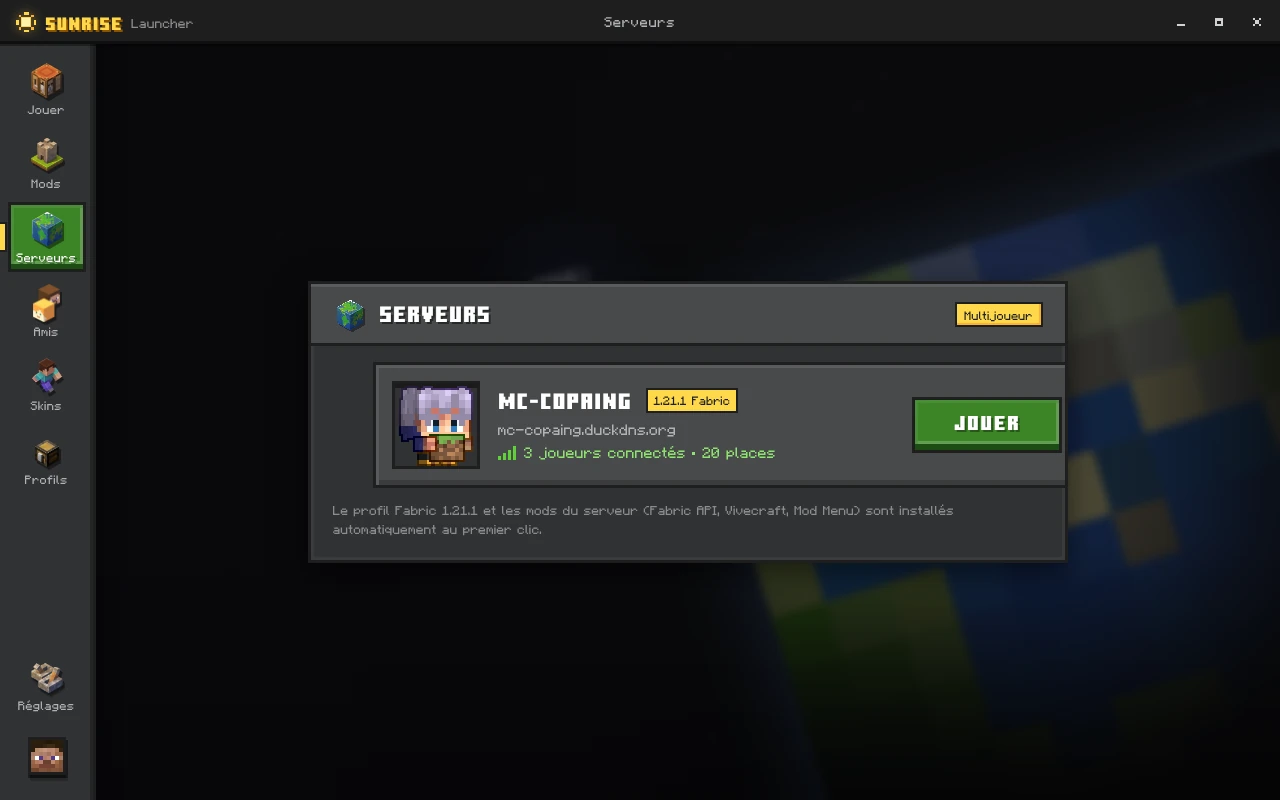 SUNRISE Launcher
Serveurs
Jouer
Mods
Serveurs
Amis
Skins
Profils
Réglages
SERVEURS
Multijoueur
MC-COPAING
1.21.1 Fabric
mc-copaing.duckdns.org
3 joueurs connectés • 20 places
JOUER
Le profil Fabric 1.21.1 et les mods du serveur (Fabric API, Vivecraft, Mod Menu) sont installés
automatiquement au premier clic.